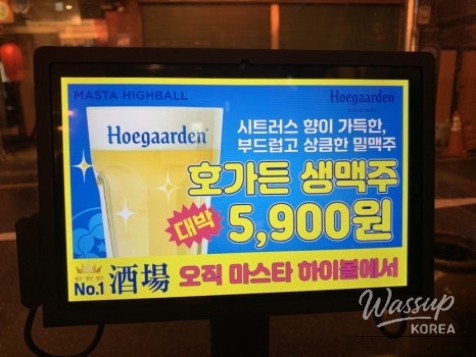 MASTA HIGHBALL
Hoegaarden
Hoegaarden
시트러스 향이 가득한,
부드럽고 상큼한 밀맥주
호가든 생맥주
대박
5,900원
No.1 酒場 오직 마스타 하이볼에서
Wassup
KOREA